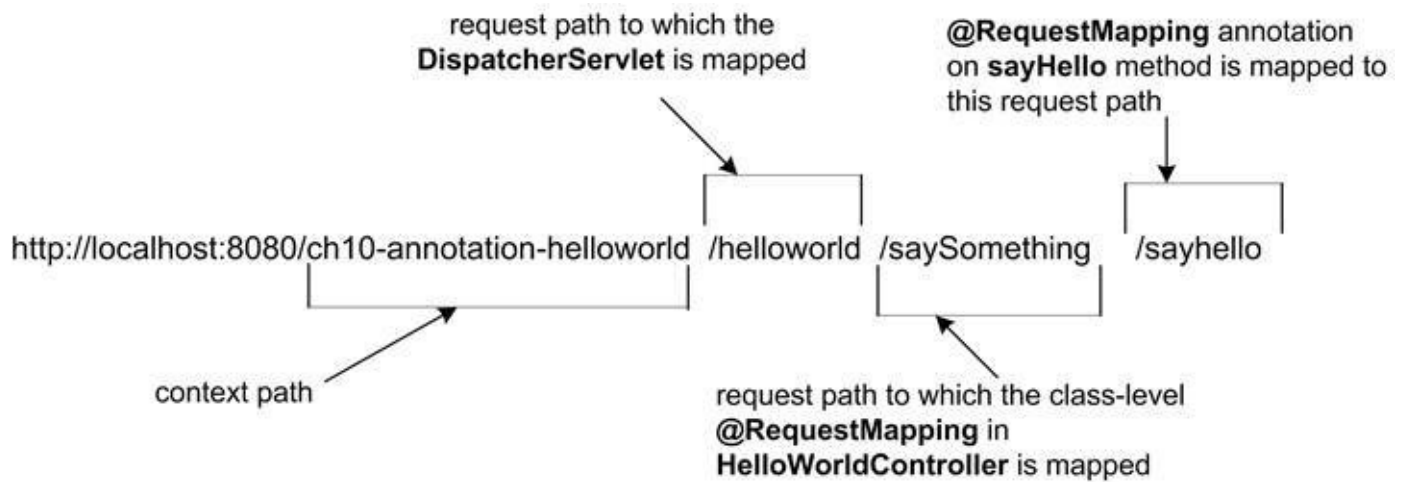 request path to which the
DispatcherServlet is mapped
@RequestMapping annotation
on sayHello method is mapped to
this request path
http://localhost:8080/ch10-annotation-helloworld /helloworld /saySomething /sayhello
context path
request path to which the class-level
@RequestMapping in
HelloWorldController is mapped